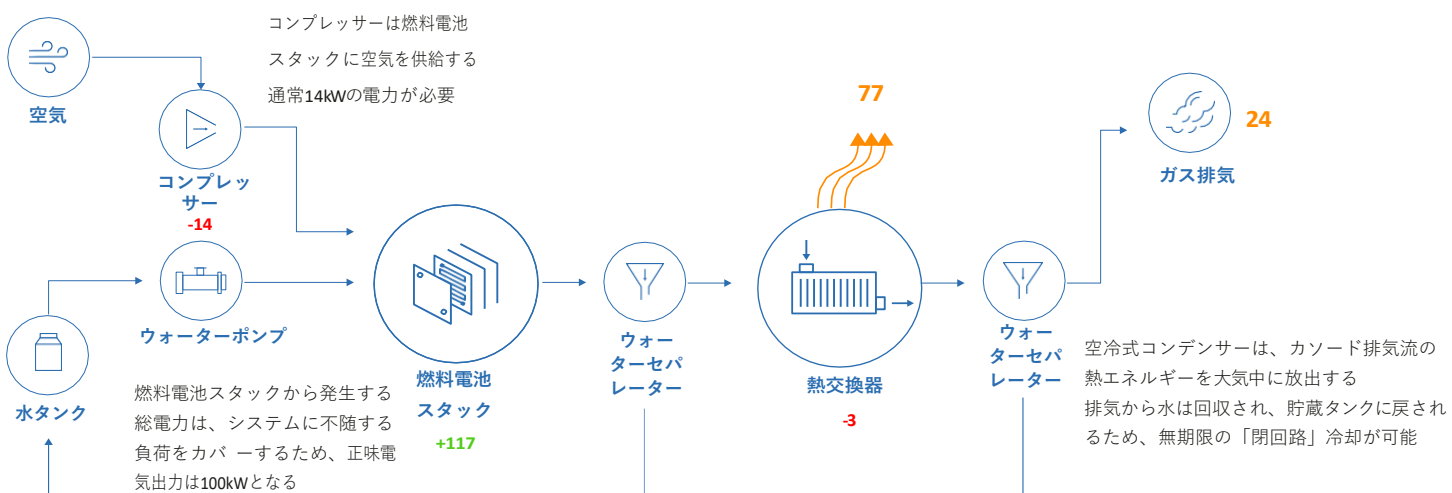 コンプレッサーは燃料電池
スタックに空気を供給する
通常14kWの電力が必要
空気
コンプレッ
サー
-14
ウォーターポンプ
水タンク
燃料電池スタックから発生する
総電力は、システムに不随する
負荷をカバ ーするため、正味電
気出力は100kWとなる
燃料電池
スタック
+117
ウォー
ターセパ
レーター
77
熱交換器
-3
ウォー
ターセパ
レーター
ガス排気
24
空冷式コンデンサーは、カソード排気流の
熱エネルギーを大気中に放出する
排気から水は回収され、貯蔵タンクに戻され
るため、無期限の「閉回路」冷却が可能